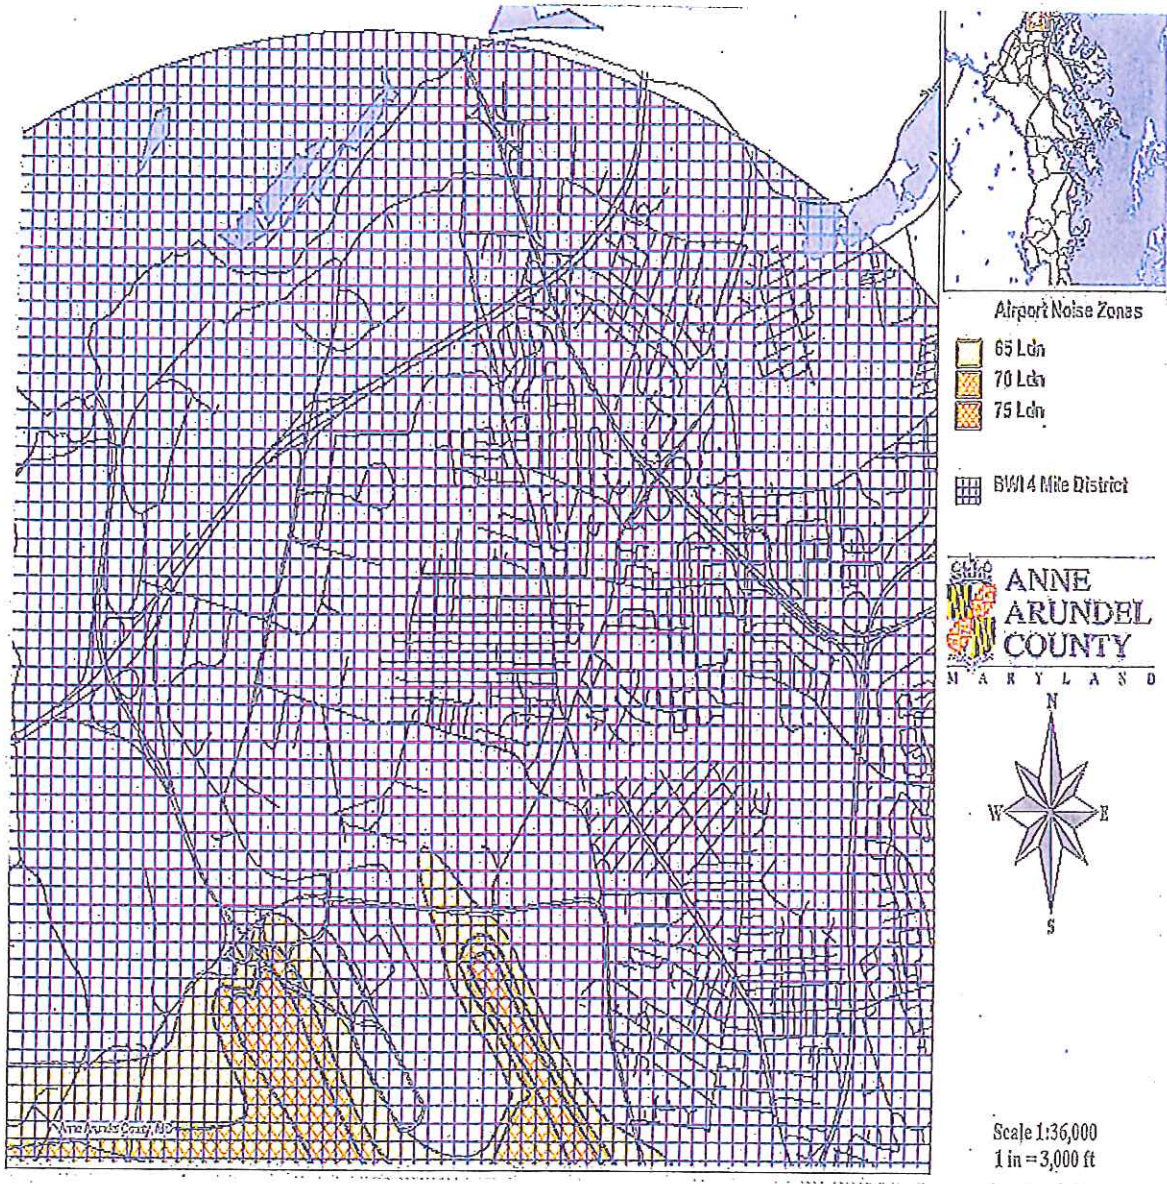 Airport Noise Zones
65 Ldn
70 Ldn
75 Ldn
BWI 4 Mile District
ANNE
ARUNDEL
COUNTY
MARYLAND
N
W E
S
Scale 1:36,000
1 in = 3,000 ft